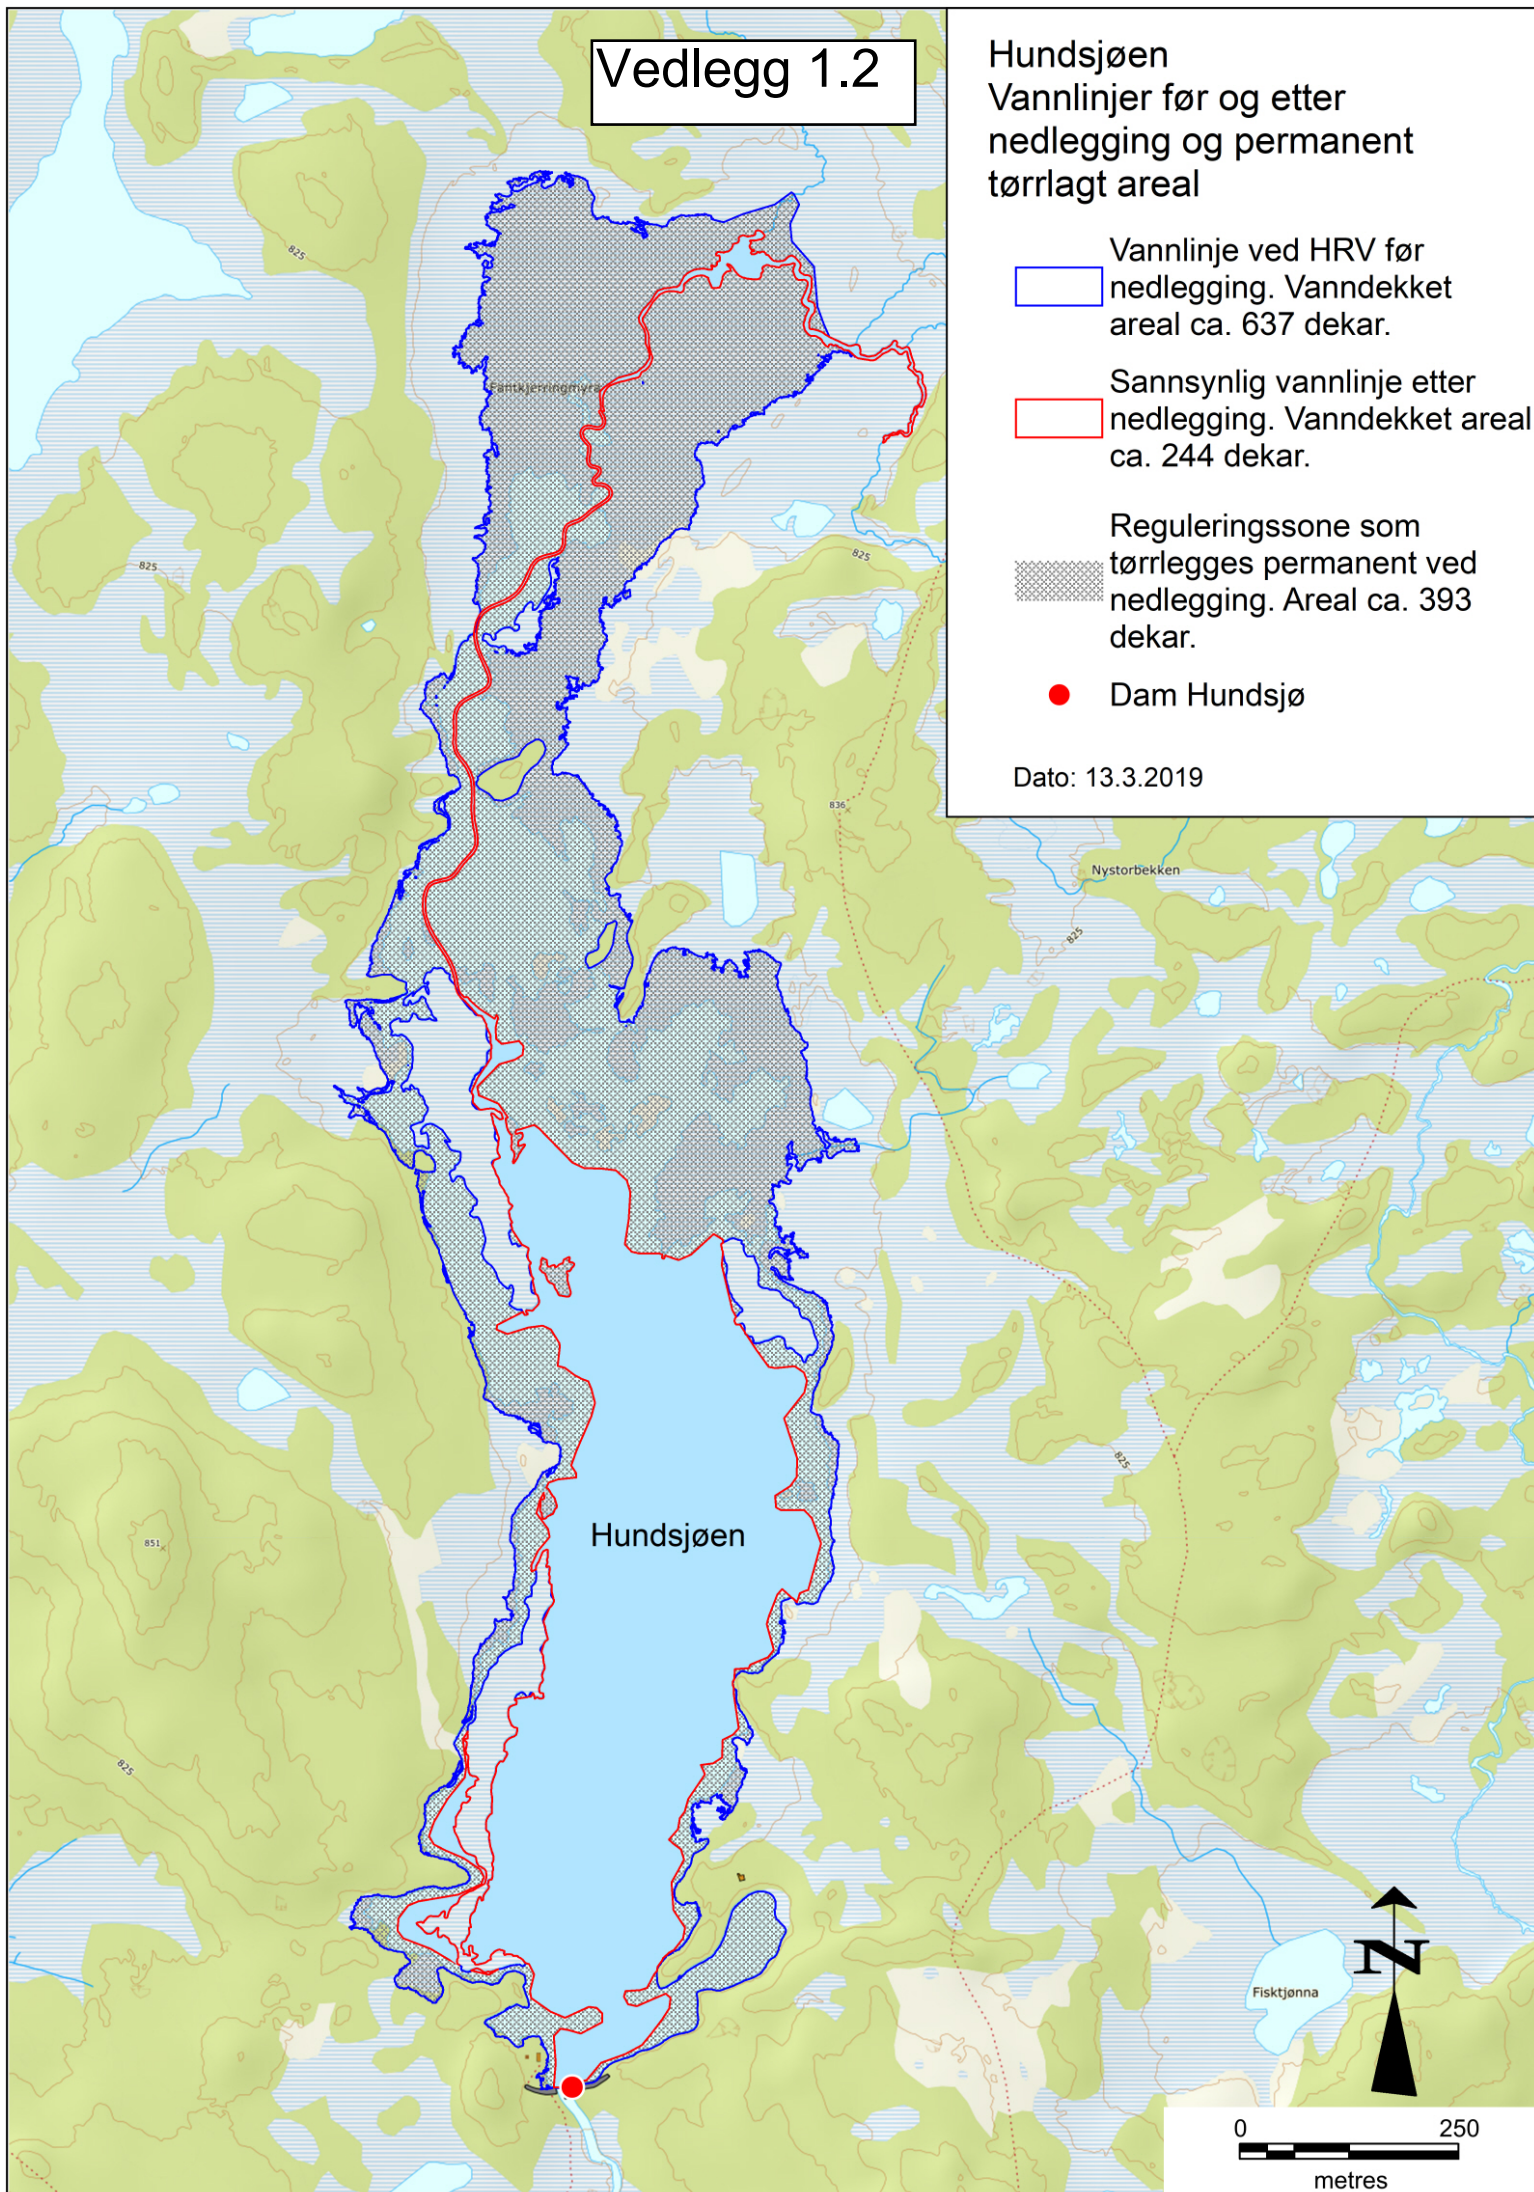 Vedlegg 1.2
Hundsjøen
Vannlinjer før og etter
nedlegging og permanent
tørrlagt areal
Vannlinje ved HRV før
nedlegging. Vanndekket
areal ca. 637 dekar.
Sannsynlig vannlinje etter
nedlegging. Vanndekket areal
ca. 244 dekar.
Reguleringssone som
tørrlegges permanent ved
nedlegging. Areal ca. 393
dekar.
Dam Hundsjø
Dato: 13.3.2019
825
Fantkjerringmyra
825
825
836
Nystorbekken
825
825
Hundsjøen
851
825
Fisktjønna
N
0 250
metres